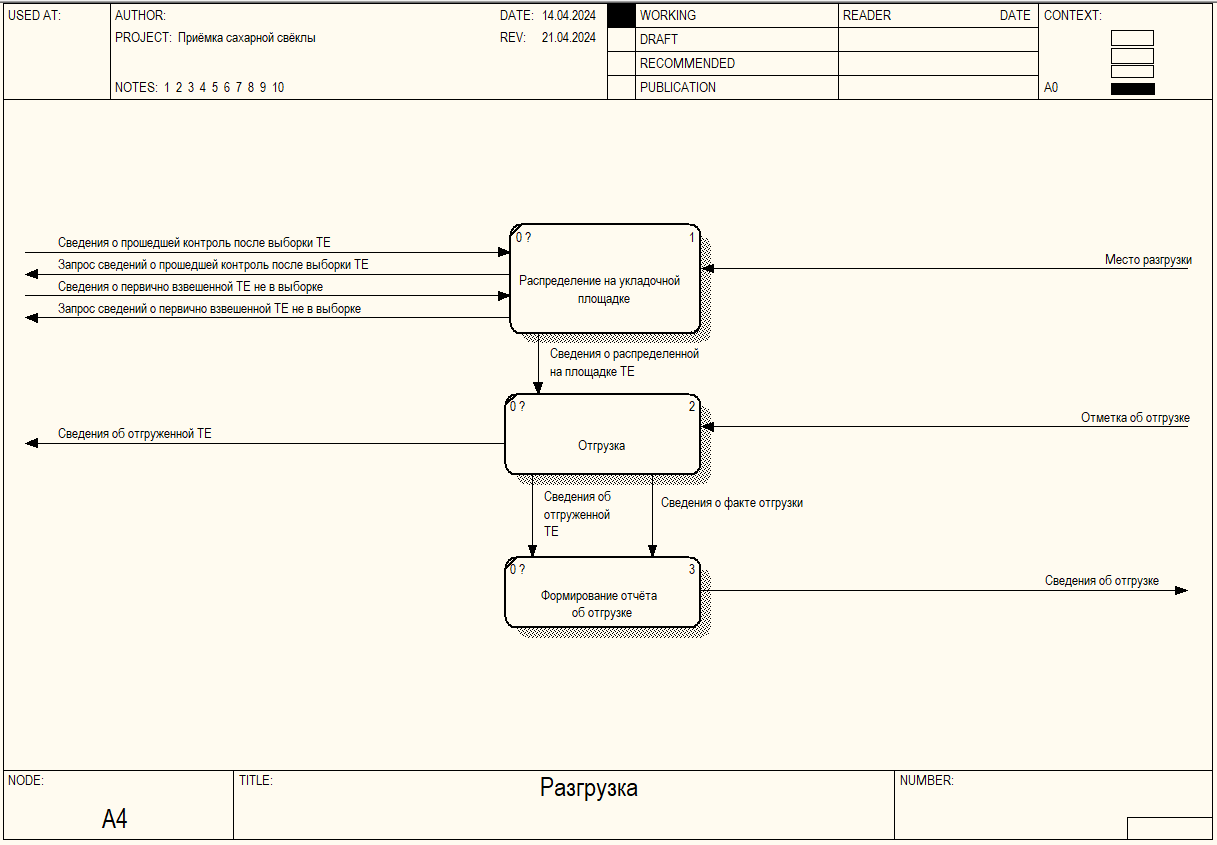 USED AT:
AUTHOR:
DATE: 14.04.2024
PROJECT: Приёмка сахарной свёклы
REV: 21.04.2024
NOTES: 1 2 3 4 5 6 7 8 9 10
WORKING
DRAFT
RECOMMENDED
PUBLICATION
READER DATE
CONTEXT:
A0
Сведения о прошедшей контроль после выборки ТЕ
Запрос сведений о прошедшей контроль после выборки ТЕ
Сведения о первично взвешенной ТЕ не в выборке
Запрос сведений о первично взвешенной ТЕ не в выборке
0 ? 1
Распределение на укладочной
площадке
Место разгрузки
Сведения о распределенной
на площадке ТЕ
0 ? 2
Отгрузка
Отметка об отгрузке
Сведения об отгруженной ТЕ
Сведения об
отгруженной
ТЕ
Сведения о факте отгрузки
0 ? 3
Формирование отчёта
об отгрузке
Сведения об отгрузке
NODE:
A4
TITLE:
Разгрузка
NUMBER: